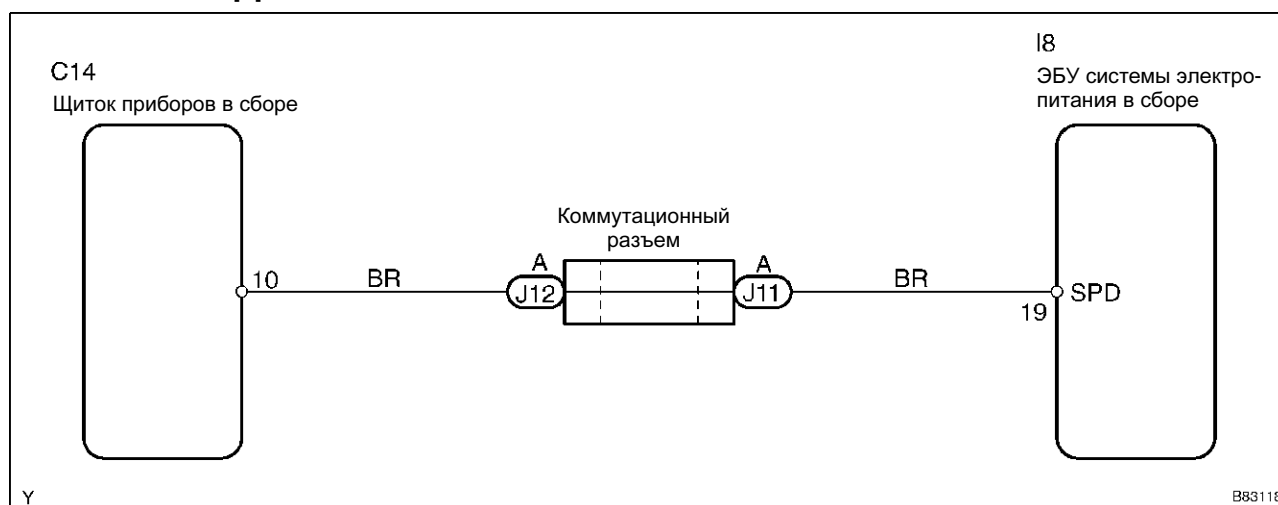 C14
Щиток приборов в сборе
I8
ЭБУ системы электро-
питания в сборе
Коммутационный
разъем
10
BR
A
J12
A
J11
BR
19
SPD
Y
B83118